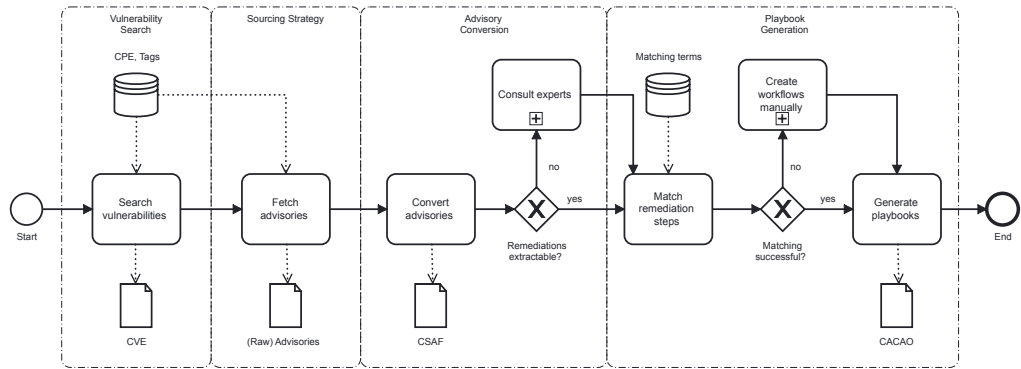 Vulnerability
Search
Sourcing Strategy
Advisory
Conversion
Playbook
Generation
CPE, Tags
Matching terms
Consult experts
Create
workflows
manually
no
no
Start
Search
vulnerabilities
Fetch
advisories
Convert
advisories
yes
Match
remediation
steps
yes
Generate
playbooks
End
Remediations
extractable?
Matching
successful?
CVE
(Raw) Advisories
CSAF
CACAO